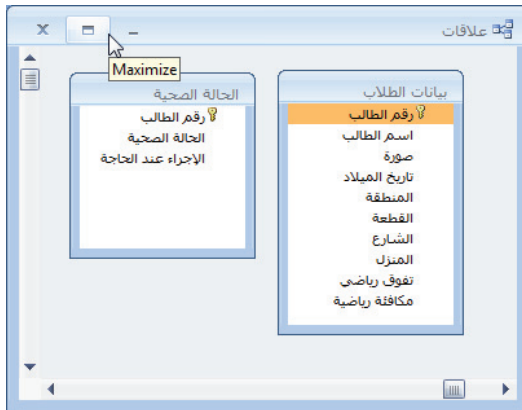 علاقات
Maximize
بيانات الطلاب
رقم الطالب
اسم الطالب
صورة
تاريخ الميلاد
المنطقة
القطعة
الشارع
المنزل
تفوق رياضي
مكافئة رياضية
الحالة الصحية
رقم الطالب
الحالة الصحية
الإجراء عند الحاجة